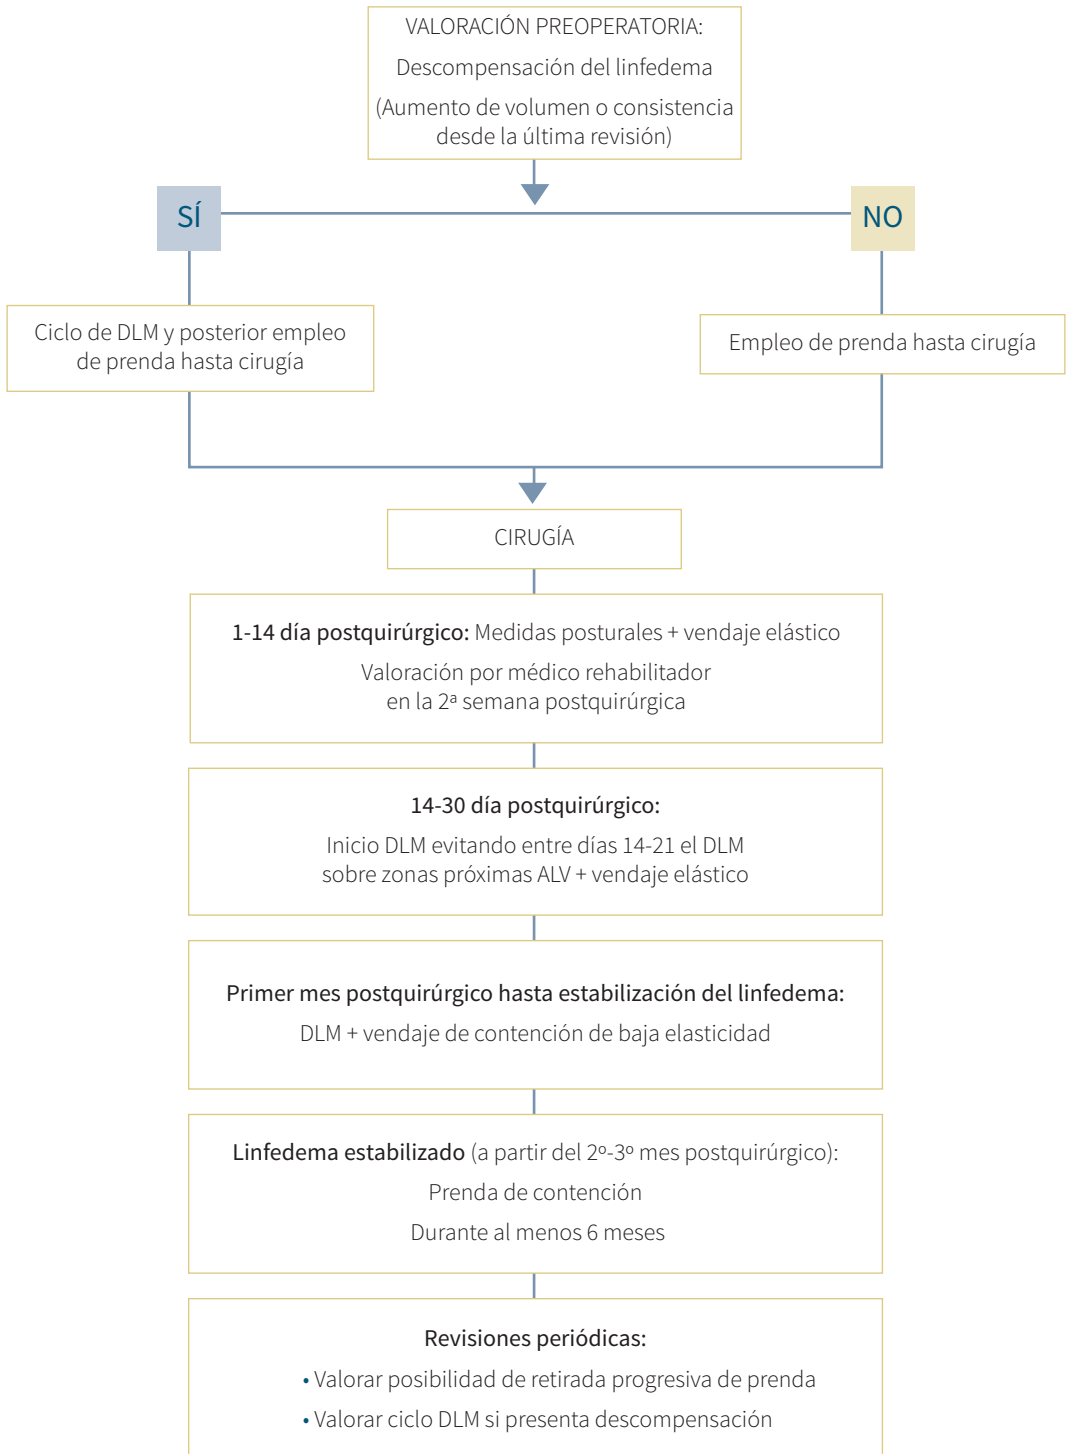 VALORACIÓN PREOPERATORIA:
Descompensación del linfedema
(Aumento de volumen o consistencia
desde la última revisión)
SÍ
NO
Ciclo de DLM y posterior empleo
de prenda hasta cirugía
Empleo de prenda hasta cirugía
CIRUGÍA
1-14 día postquirúrgico: Medidas posturales + vendaje elástico
Valoración por médico rehabilitador
en la 2ª semana postquirúrgica
14-30 día postquirúrgico:
Inicio DLM evitando entre días 14-21 el DLM
sobre zonas próximas ALV + vendaje elástico
Primer mes postquirúrgico hasta estabilización del linfedema:
DLM + vendaje de contención de baja elasticidad
Linfedema estabilizado (a partir del 2º-3º mes postquirúrgico):
Prenda de contención
Durante al menos 6 meses
Revisiones periódicas:
• Valorar posibilidad de retirada progresiva de prenda
• Valorar ciclo DLM si presenta descompensación